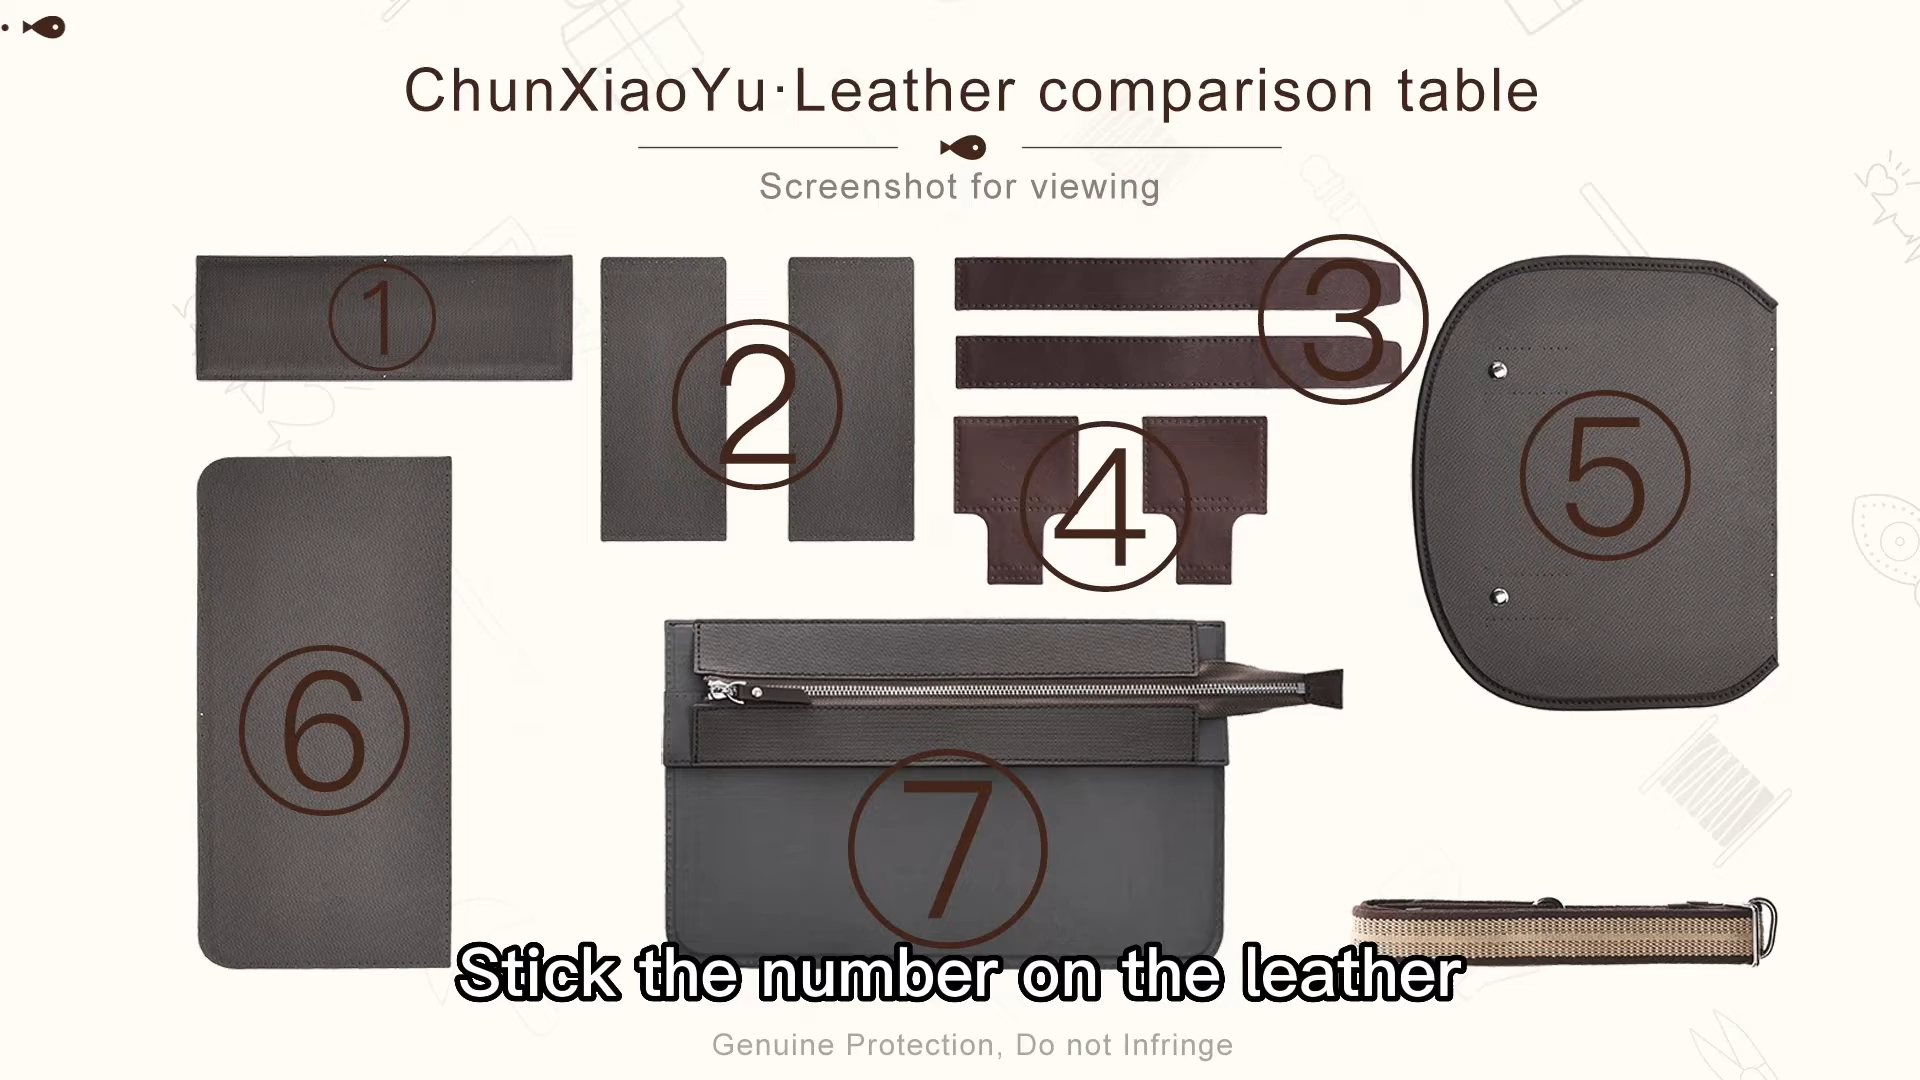 ChunXiaoYu·Leather comparison table
Screenshot for viewing
1
2
3
4
5
6
7
Stick the number on the leather
Genuine Protection, Do not Infringe